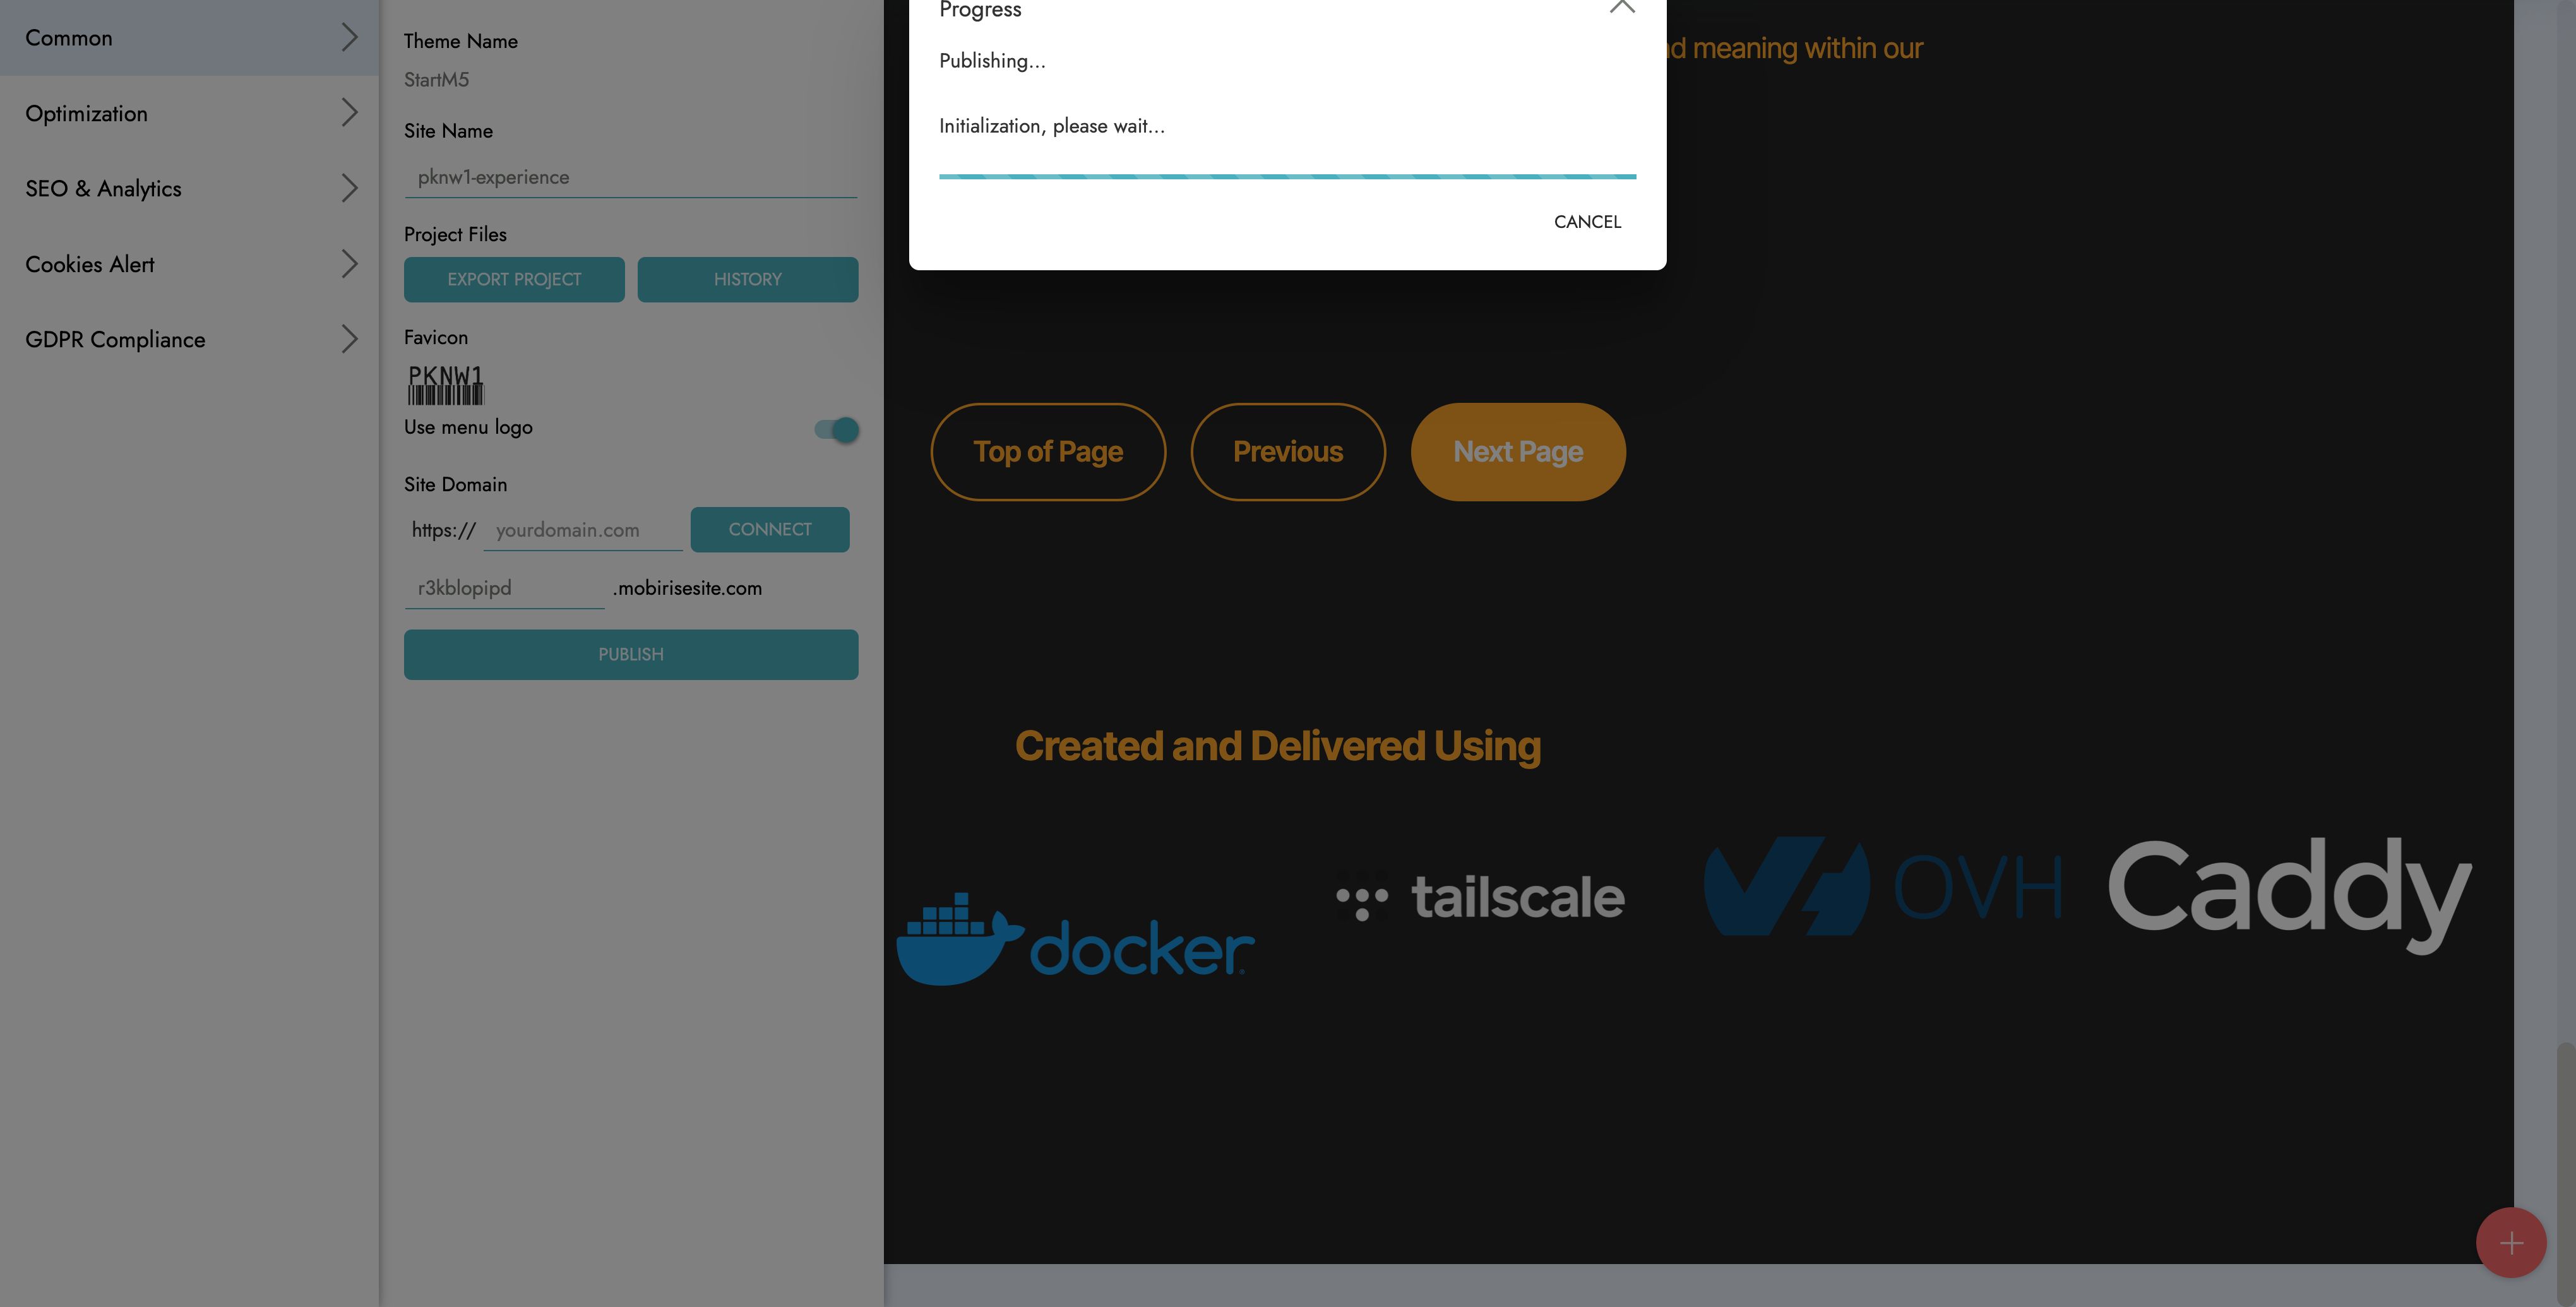 Common
Optimization
SEO & Analytics
Cookies Alert
GDPR Compliance
Theme Name
StartM5
Site Name
pknw1-experience
Project Files
EXPORT PROJECT
HISTORY
Favicon
PKNW1
Use menu logo
Site Domain
https:// yourdomain.com CONNECT
r3kblopipd .mobirisesite.com
PUBLISH
Progress
Publishing...
Initialization, please wait...
CANCEL
meaning within our
Top of Page
Previous
Next Page
Created and Delivered Using
docker
tailscale
OVH
Caddy